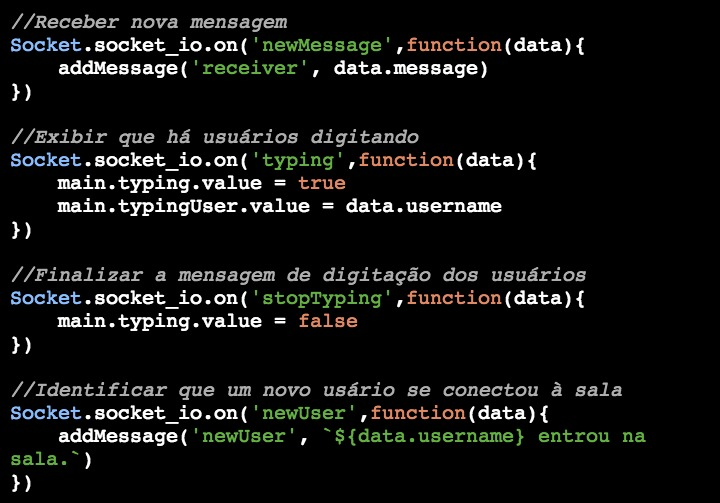 //Receber nova mensagem
Socket.socket_io.on('newMessage',function(data){
    addMessage('receiver', data.message)
})

//Exibir que há usuários digitando
Socket.socket_io.on('typing',function(data){
    main.typing.value = true
    main.typingUser.value = data.username
})

//Finalizar a mensagem de digitação dos usuários
Socket.socket_io.on('stopTyping',function(data){
    main.typing.value = false
})

//Identificar que um novo usário se conectou à sala
Socket.socket_io.on('newUser',function(data){
    addMessage('newUser', `${data.username} entrou na
sala.`)
})